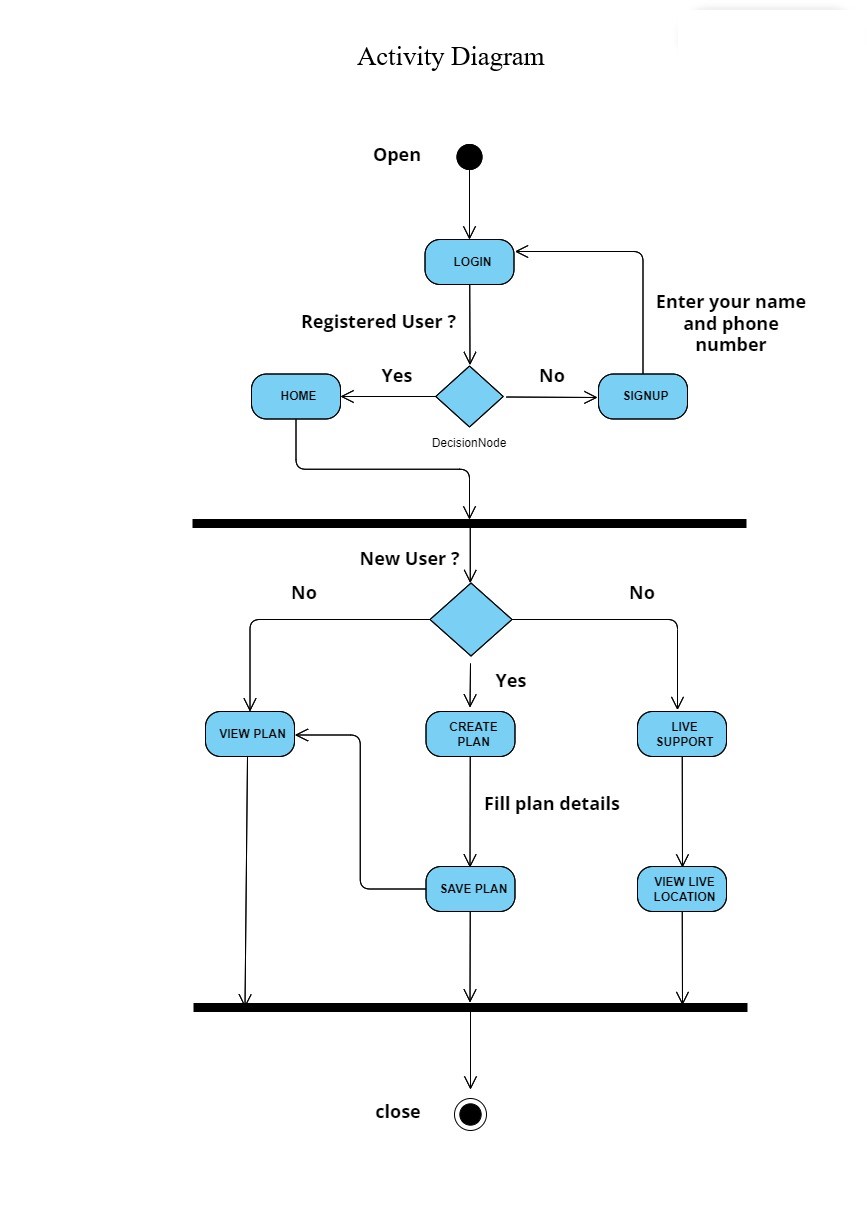 Activity Diagram
Open
LOGIN
Registered User ?
Enter your name
and phone
number
Yes
No
HOME
SIGNUP
DecisionNode
New User ?
No
No
Yes
VIEW PLAN
CREATE
PLAN
LIVE
SUPPORT
Fill plan details
SAVE PLAN
VIEW LIVE
LOCATION
close